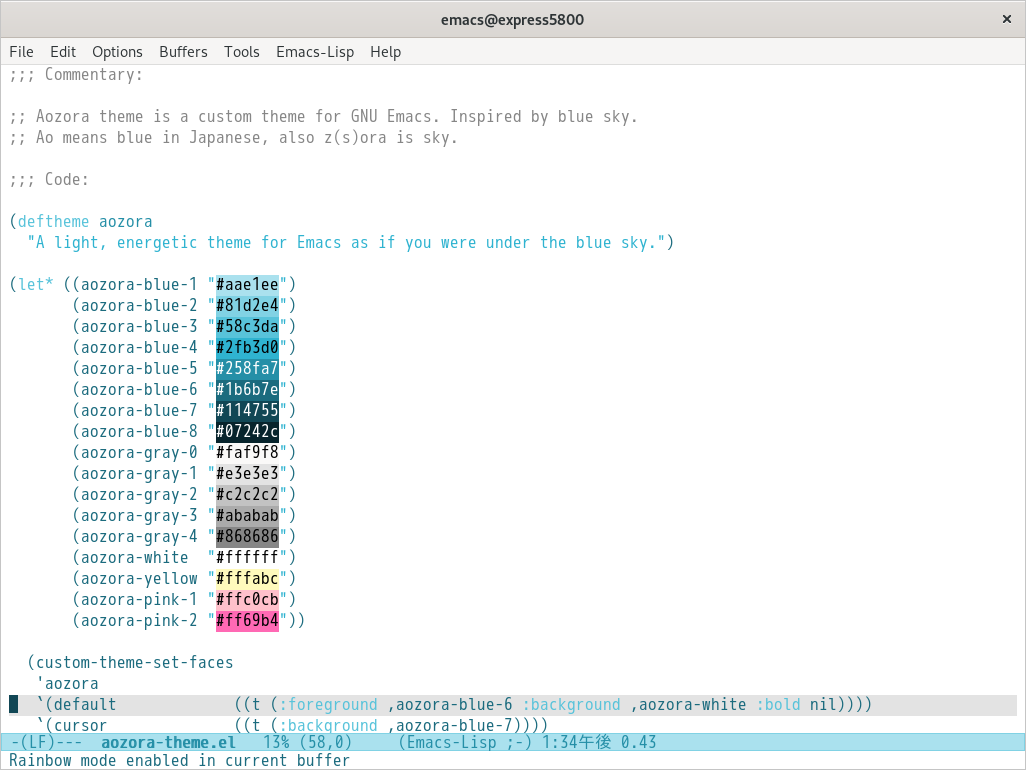 emacs@express5800 ×
File Edit Options Buffers Tools Emacs-Lisp Help
;;; Commentary:
;; Aozora theme is a custom theme for GNU Emacs. Inspired by blue sky.
;; Ao means blue in Japanese, also z(s)ora is sky.
;;; Code:
(deftheme aozora
  "A light, energetic theme for Emacs as if you were under the blue sky.")
(let* ((aozora-blue-1 "#aae1ee")
       (aozora-blue-2 "#81d2e4")
       (aozora-blue-3 "#58c3da")
       (aozora-blue-4 "#2fb3d0")
       (aozora-blue-5 "#258fa7")
       (aozora-blue-6 "#1b6b7e")
       (aozora-blue-7 "#114755")
       (aozora-blue-8 "#07242c")
       (aozora-gray-0 "#faf9f8")
       (aozora-gray-1 "#e3e3e3")
       (aozora-gray-2 "#c2c2c2")
       (aozora-gray-3 "#ababab")
       (aozora-gray-4 "#868686")
       (aozora-white  "#ffffff")
       (aozora-yellow "#fffabc")
       (aozora-pink-1 "#ffc0cb")
       (aozora-pink-2 "#ff69b4"))
  (custom-theme-set-faces
   'aozora
   `(default             ((t (:foreground ,aozora-blue-6 :background ,aozora-white :bold nil))))
   `(cursor              ((t (:background ,aozora-blue-7))))
-(LF)---  aozora-theme.el   13% (58,0)     (Emacs-Lisp ;-) 1:34午後 0.43
Rainbow mode enabled in current buffer